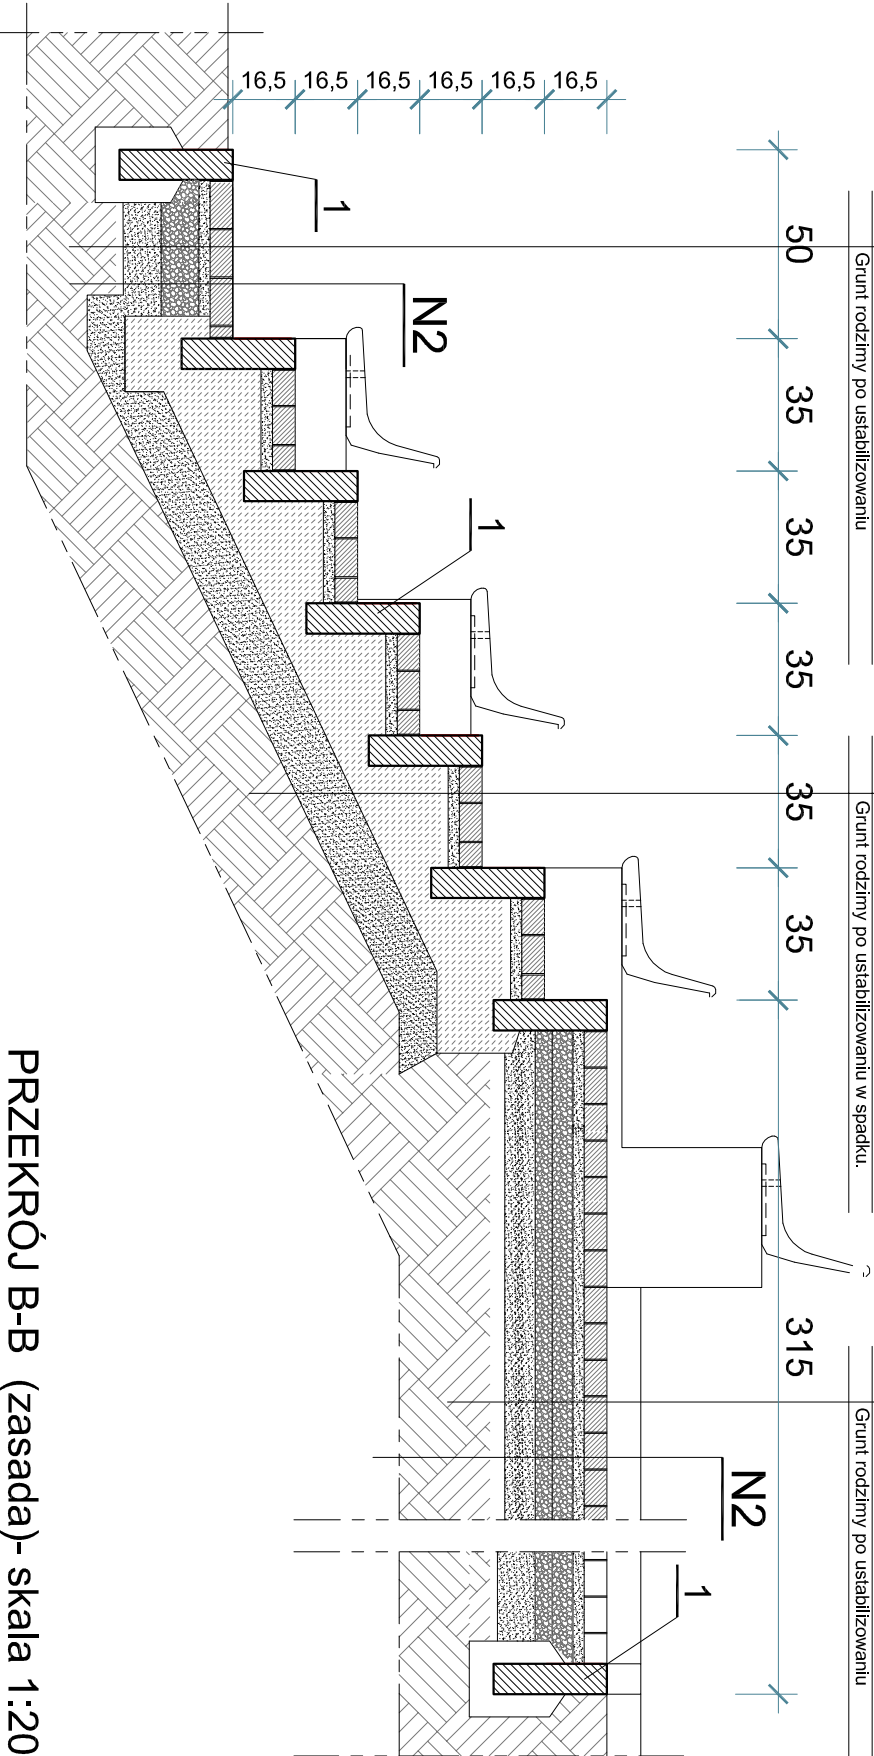 16,5 16,5 16,5 16,5 16,5 16,5
Grunt rodzimy po ustabilizowaniu
Grunt rodzimy po ustabilizowaniu w spadku.
Grunt rodzimy po ustabilizowaniu
50 35 35 35 35 35 315
1
N2
1
N2
1
PRZEKRÓJ B-B (zasada)- skala 1:20